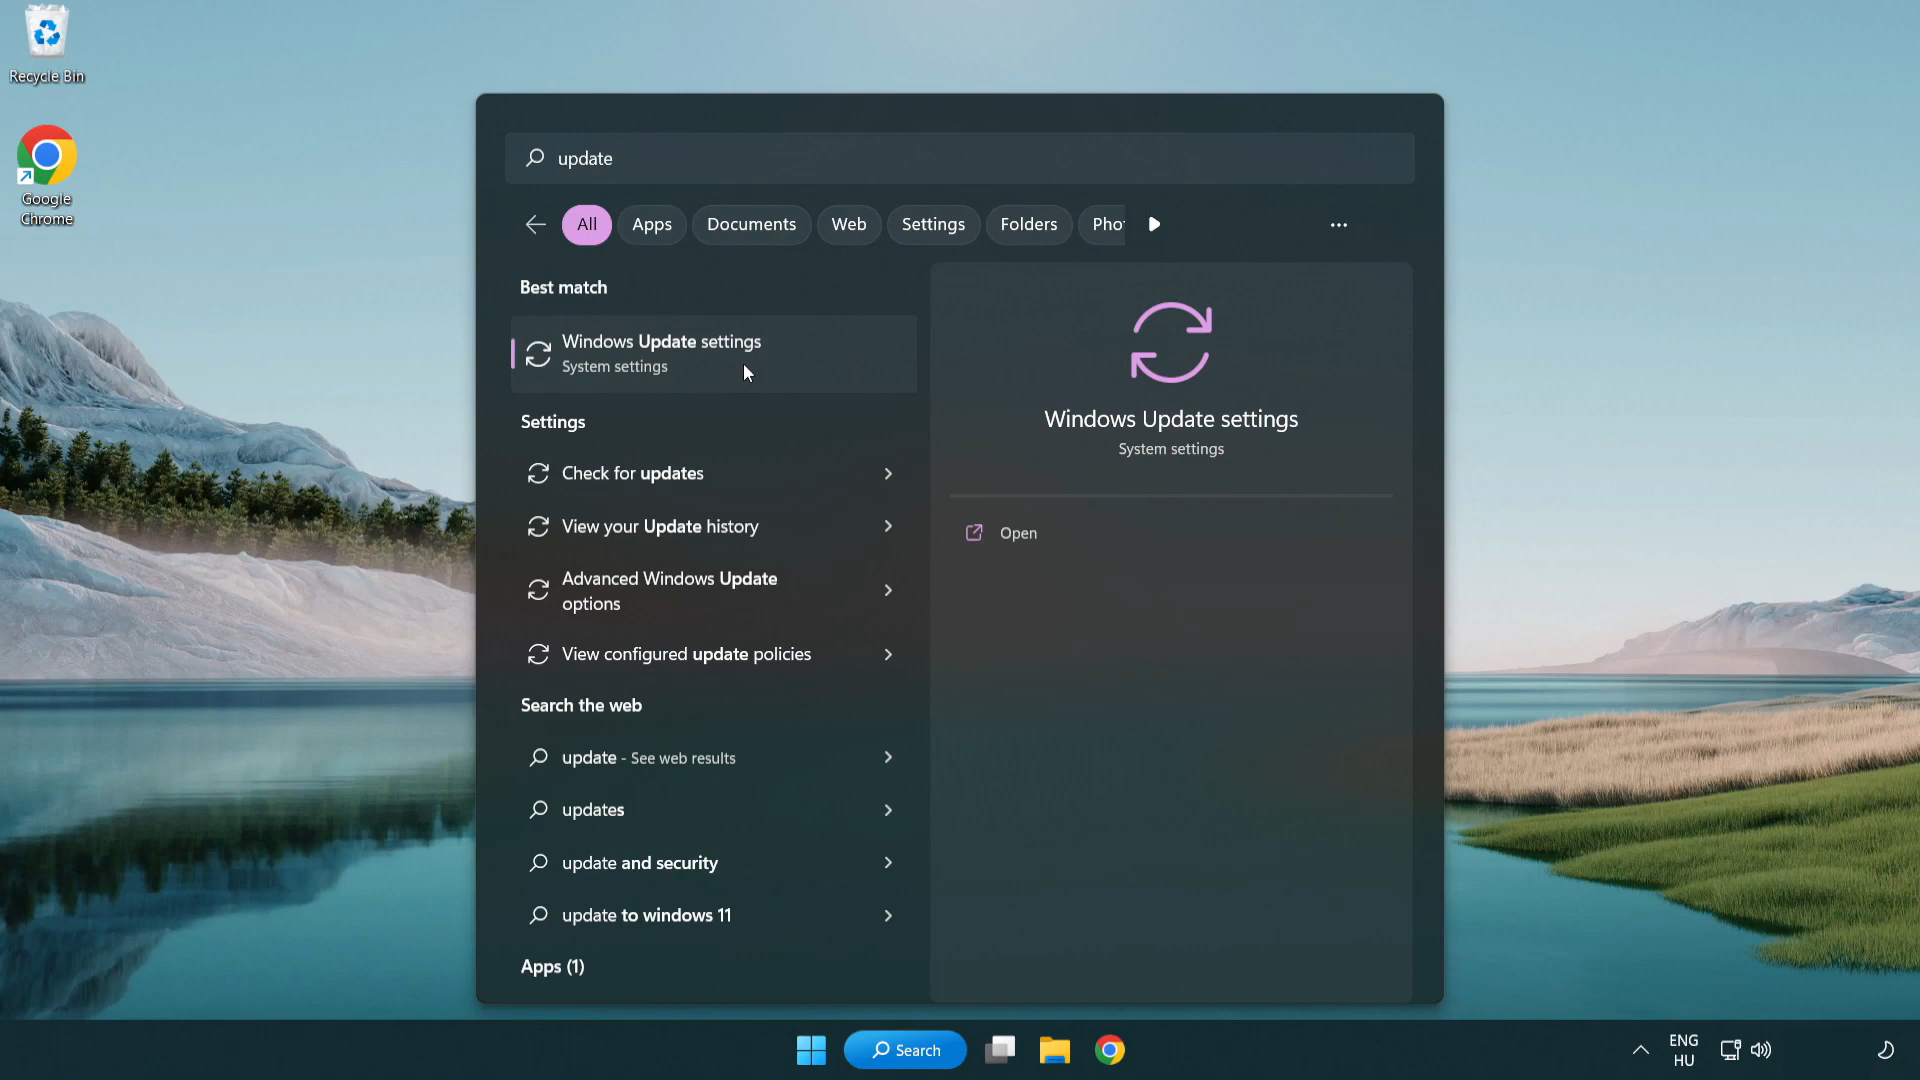 Recycle Bin
Google
Chrome
update
All
Apps
Documents
Web
Settings
Folders
Pho
Best match
Windows Update settings
System settings
Settings
Check for updates
View your Update history
Advanced Windows Update
options
View configured update policies
Search the web
update - See web results
updates
update and security
update to windows 11
Apps (1)
Windows Update settings
System settings
Open
Search
ENG
HU